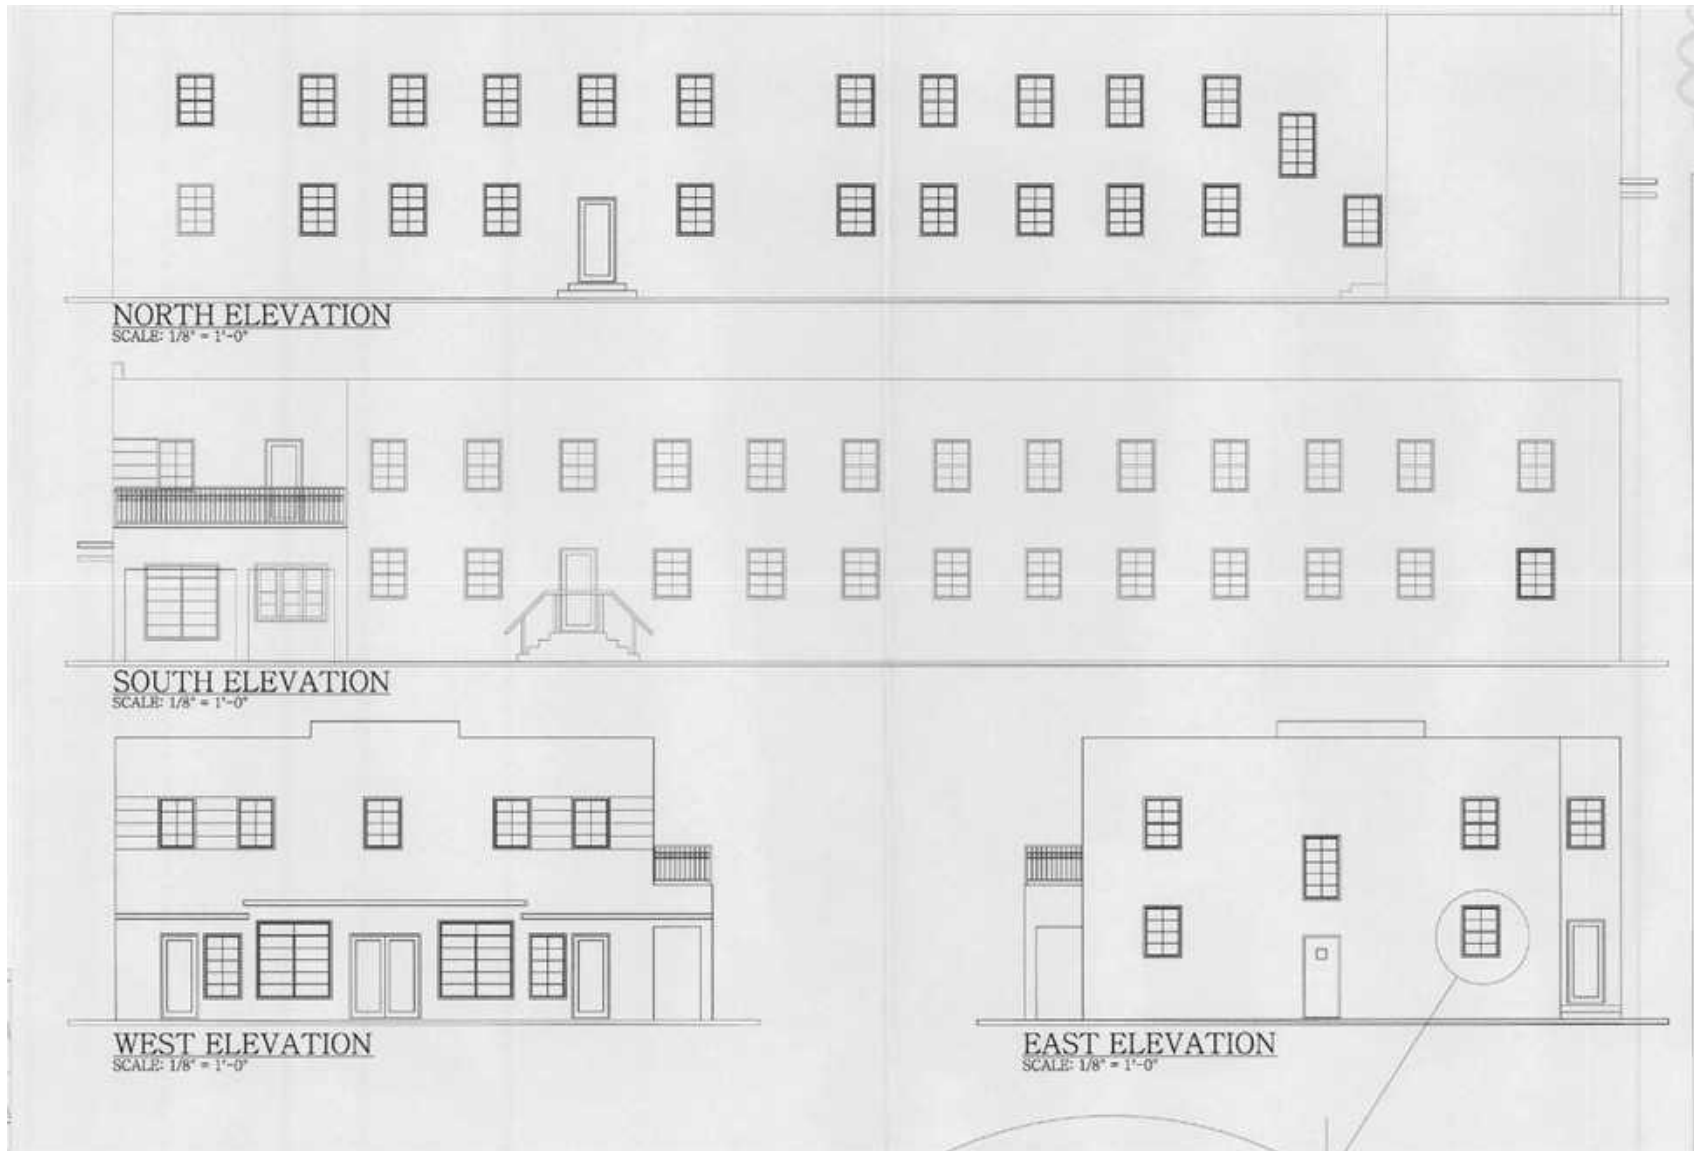 NORTH ELEVATION
SCALE: 1/8" = 1'-0"
SOUTH ELEVATION
SCALE: 1/8" = 1'-0"
WEST ELEVATION
SCALE: 1/8" = 1'-0"
EAST ELEVATION
SCALE: 1/8" = 1'-0"